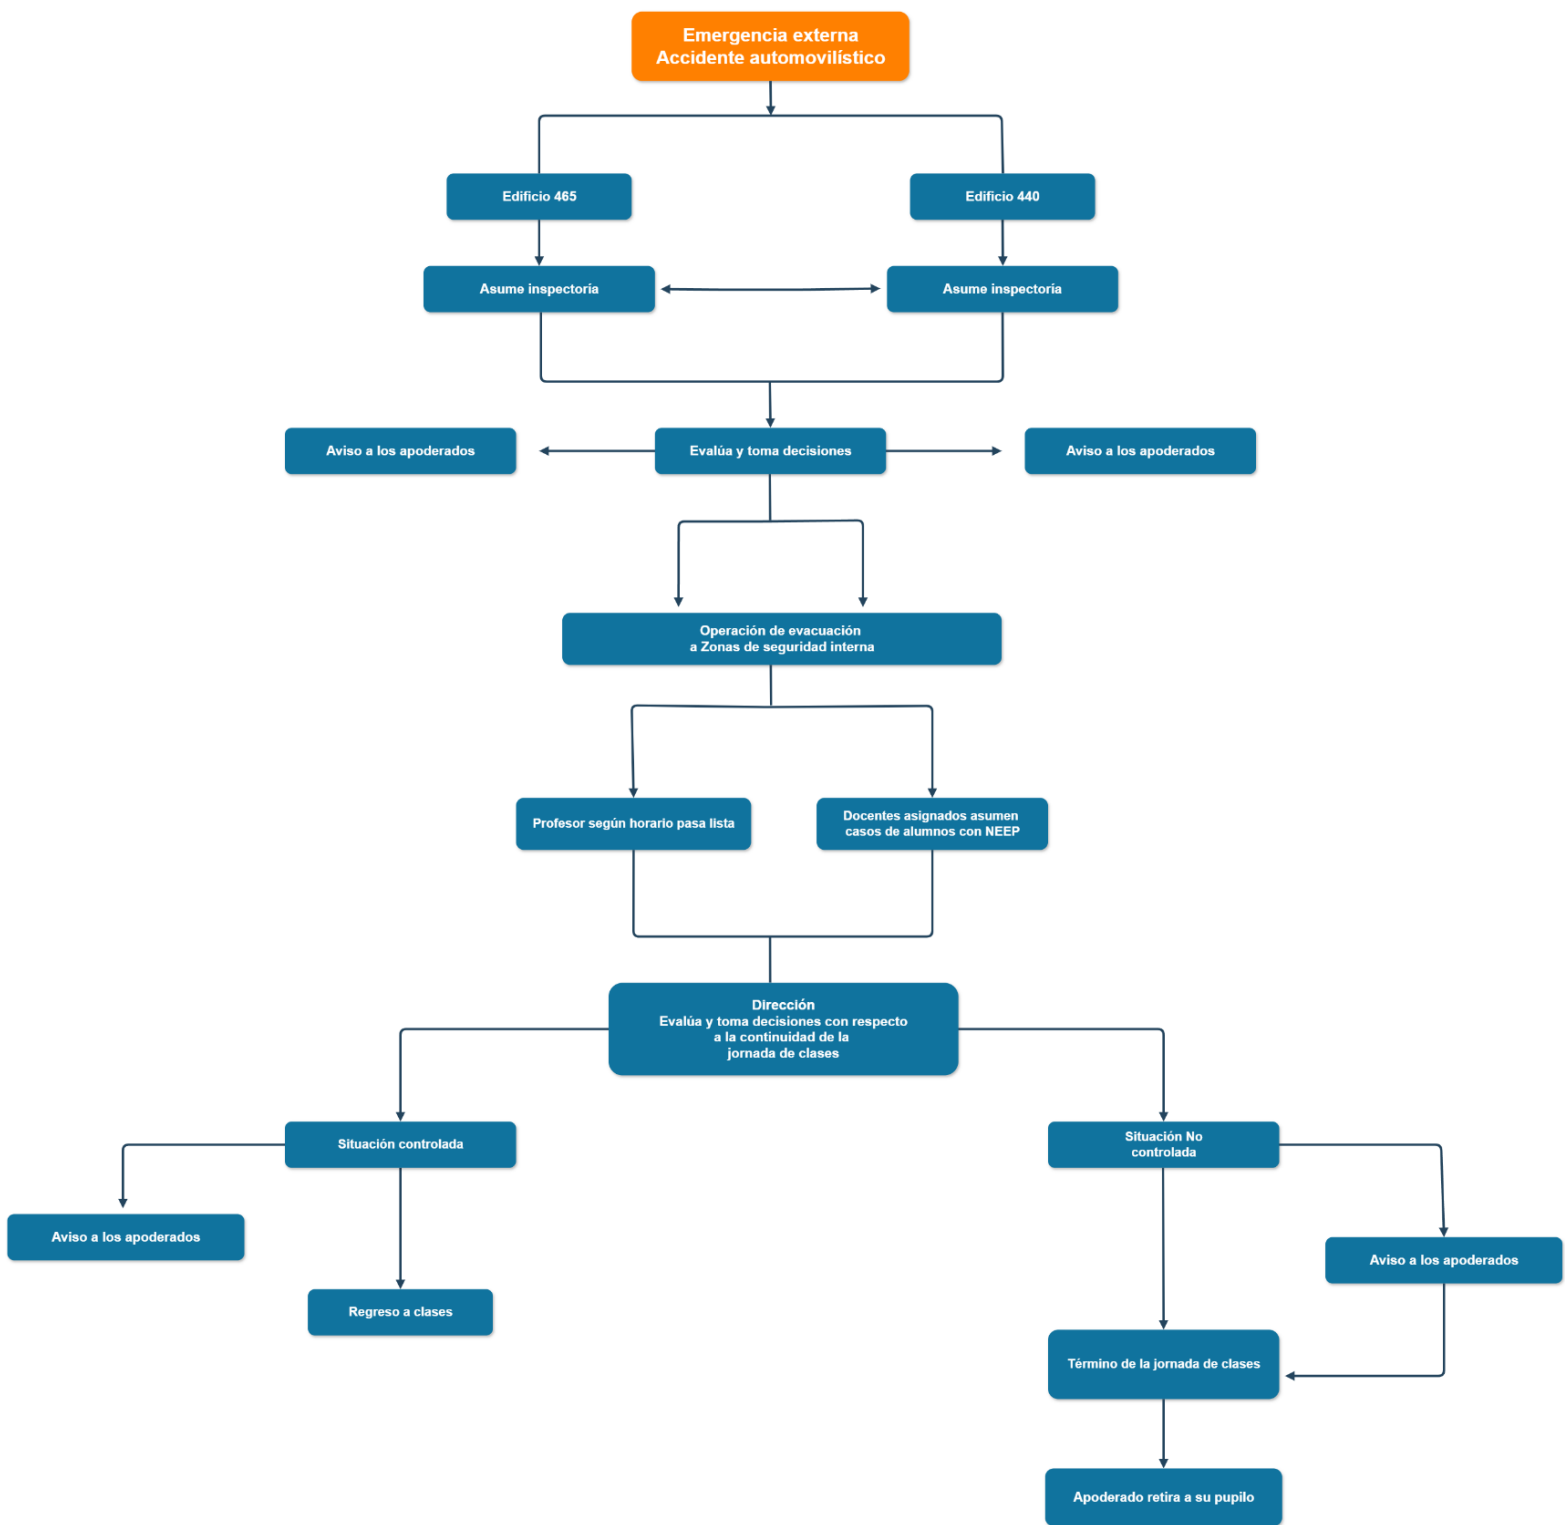 Emergencia externa
Accidente automovilístico
Edificio 465
Edificio 440
Asume inspectoría
Asume inspectoría
Aviso a los apoderados
Evalúa y toma decisiones
Aviso a los apoderados
Operación de evacuación
a Zonas de seguridad interna
Profesor según horario pasa lista
Docentes asignados asumen
casos de alumnos con NEEP
Dirección
Evalúa y toma decisiones con respecto
a la continuidad de la
jornada de clases
Situación controlada
Situación No
controlada
Aviso a los apoderados
Aviso a los apoderados
Regreso a clases
Término de la jornada de clases
Apoderado retira a su pupilo